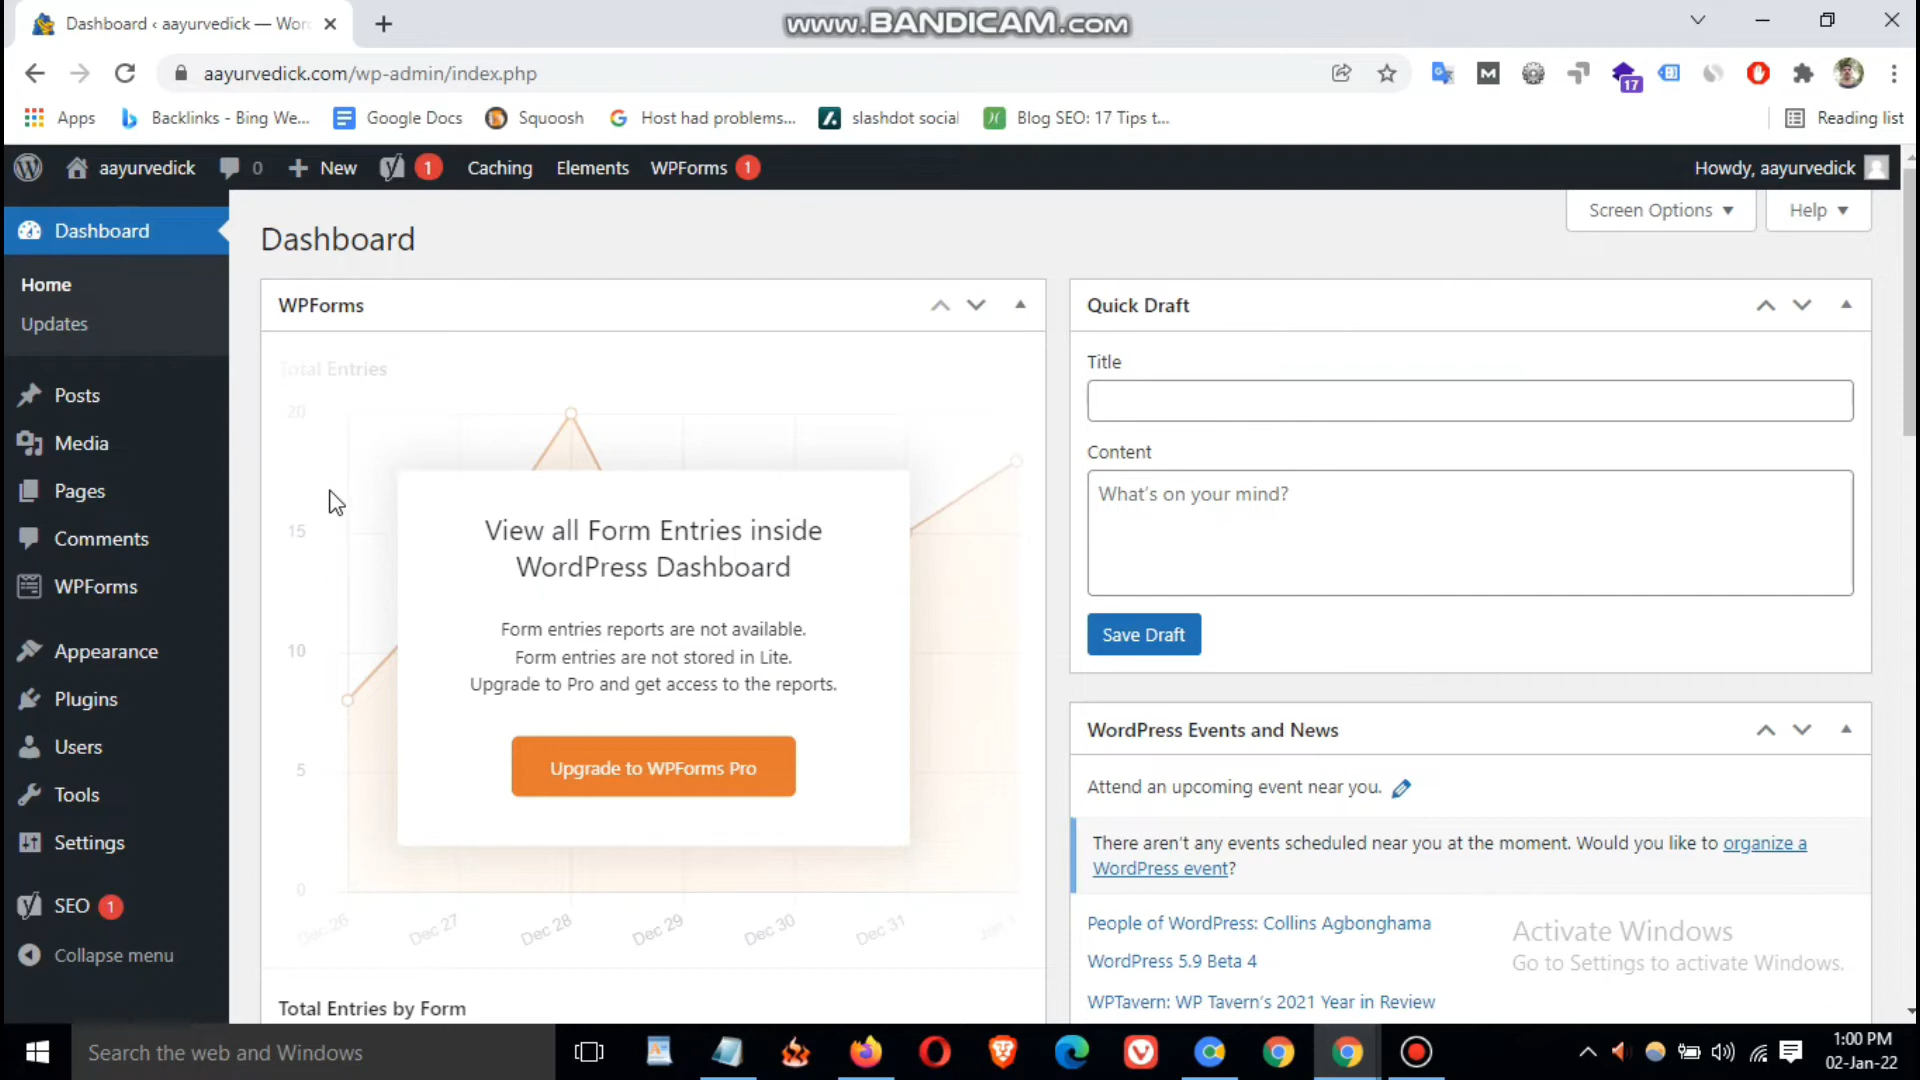 Dashboard ‹ aayurvedick — Wor
www.BANDICAM.com
aayurvedick.com/wp-admin/index.php
17
Apps
Backlinks - Bing We...
Google Docs
Squoosh
Host had problems...
slashdot social
Blog SEO: 17 Tips t...
Reading list
aayurvedick
0
New
1
Caching
Elements
WPForms
1
Howdy, aayurvedick
Dashboard
Home
Updates
Posts
Media
Pages
Comments
WPForms
Appearance
Plugins
Users
Tools
Settings
SEO
1
Collapse menu
Screen Options
Help
Dashboard
WPForms
Total Entries
20
15
10
5
0
Dec 26
Dec 27
Dec 28
Dec 29
Dec 30
Dec 31
Jan 1
View all Form Entries inside
WordPress Dashboard
Form entries reports are not available.
Form entries are not stored in Lite.
Upgrade to Pro and get access to the reports.
Upgrade to WPForms Pro
Total Entries by Form
Quick Draft
Title
Content
What's on your mind?
Save Draft
WordPress Events and News
Attend an upcoming event near you.
There aren't any events scheduled near you at the moment. Would you like to organize a
WordPress event?
People of WordPress: Collins Agbonghama
WordPress 5.9 Beta 4
WPTavern: WP Tavern's 2021 Year in Review
Activate Windows
Go to Settings to activate Windows.
Search the web and Windows
1:00 PM
02-Jan-22